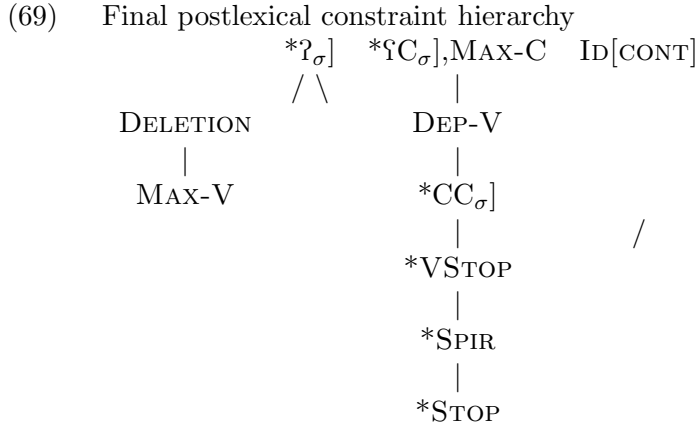 (69) Final postlexical constraint hierarchy
*ʔσ] *ʕCσ],MAX-C ID[CONT]
/ \ |
DELETION DEP-V
| |
MAX-V *CCσ]
| /
*VSTOP
|
*SPIR
|
*STOP